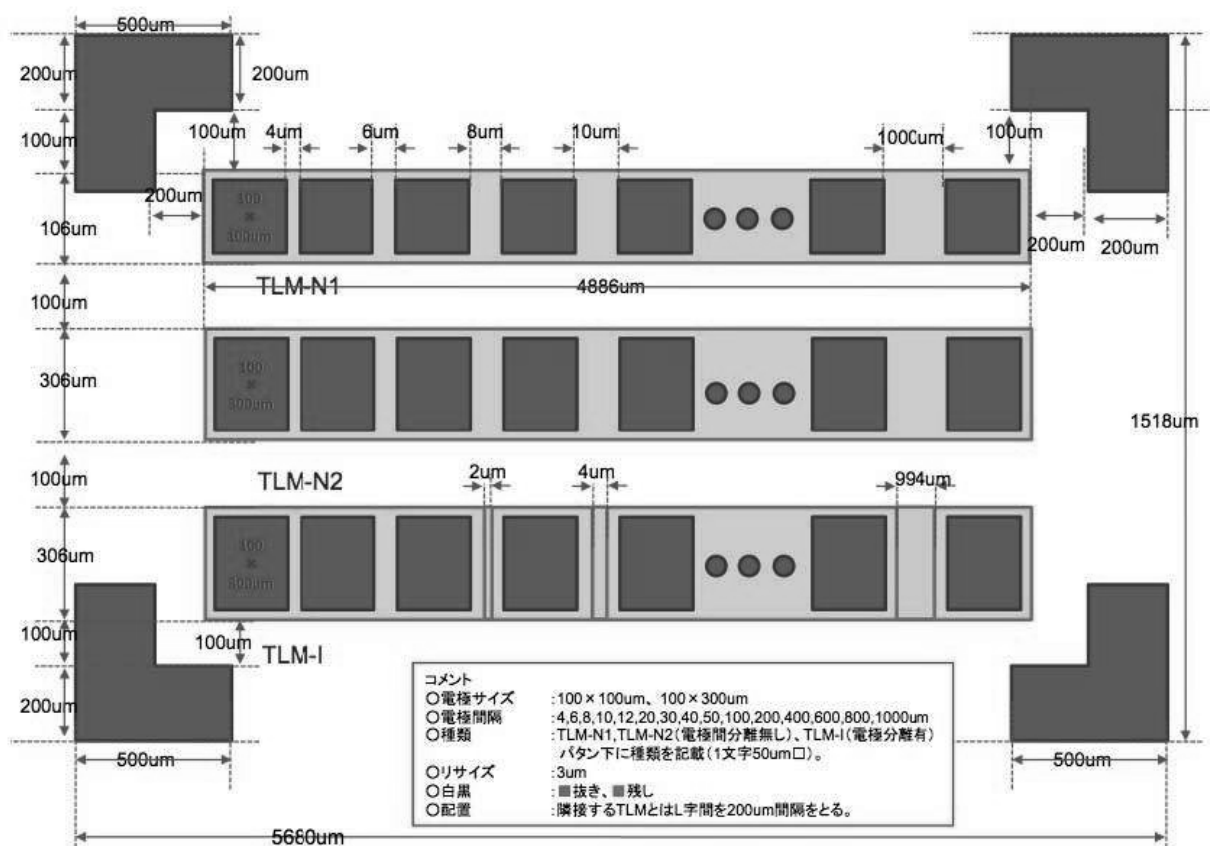 500um
200um
200um
100um
4um
6um
8um
10um
1000um
100um
100um
100
×
100um
200um
106um
200um
200um
TLM-N1
4886um
100um
306um
100
×
300um
1518um
100um
TLM-N2
2um
4um
994um
306um
100
×
300um
100um
100um
TLM-I
200um
コメント
○電極サイズ :100×100um、100×300um
○電極間隔 :4,6,8,10,12,20,30,40,50,100,200,400,600,800,1000um
○種類 :TLM-N1,TLM-N2(電極間分離無し)、TLM-I(電極分離有)
パタン下に種類を記載(1文字50um□)。
○リサイズ :3um
○白黒 :■抜き、■残し
○配置 :隣接するTLMとはL字間を200um間隔をとる。
500um
500um
5680um